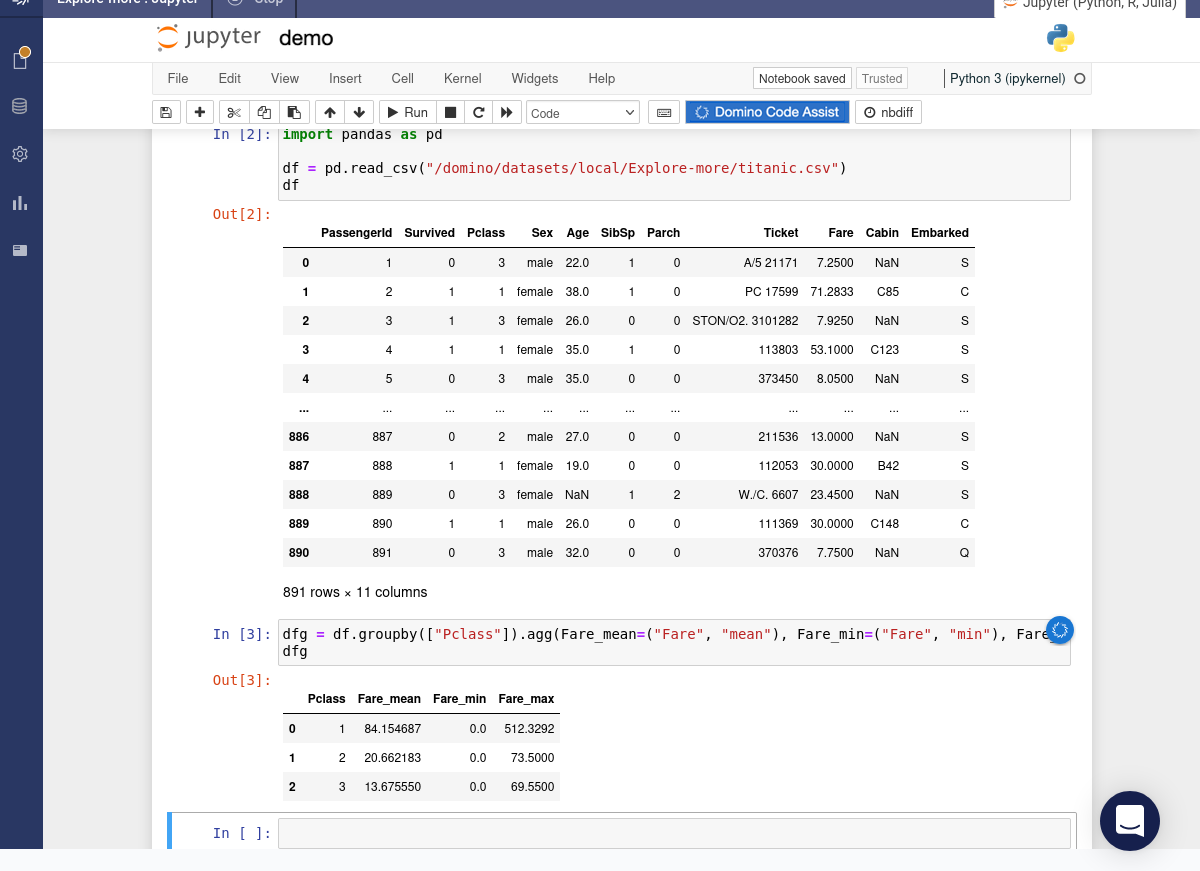 Explore-more : Jupyter Stop Jupyter (Python, R, Julia)
jupyter demo
File Edit View Insert Cell Kernel Widgets Help Notebook saved Trusted Python 3 (ipykernel)
Run Code Domino Code Assist nbdiff
In [2]: import pandas as pd
df = pd.read_csv("/domino/datasets/local/Explore-more/titanic.csv")
df
Out[2]:
PassengerId Survived Pclass Sex Age SibSp Parch Ticket Fare Cabin Embarked
0 1 0 3 male 22.0 1 0 A/5 21171 7.2500 NaN S
1 2 1 1 female 38.0 1 0 PC 17599 71.2833 C85 C
2 3 1 3 female 26.0 0 0 STON/O2. 3101282 7.9250 NaN S
3 4 1 1 female 35.0 1 0 113803 53.1000 C123 S
4 5 0 3 male 35.0 0 0 373450 8.0500 NaN S
... ... ... ... ... ... ... ... ... ... ... ...
886 887 0 2 male 27.0 0 0 211536 13.0000 NaN S
887 888 1 1 female 19.0 0 0 112053 30.0000 B42 S
888 889 0 3 female NaN 1 2 W./C. 6607 23.4500 NaN S
889 890 1 1 male 26.0 0 0 111369 30.0000 C148 C
890 891 0 3 male 32.0 0 0 370376 7.7500 NaN Q
891 rows × 11 columns
In [3]: dfg = df.groupby(["Pclass"]).agg(Fare_mean=("Fare", "mean"), Fare_min=("Fare", "min"), Fare
dfg
Out[3]:
Pclass Fare_mean Fare_min Fare_max
0 1 84.154687 0.0 512.3292
1 2 20.662183 0.0 73.5000
2 3 13.675550 0.0 69.5500
In [ ]: